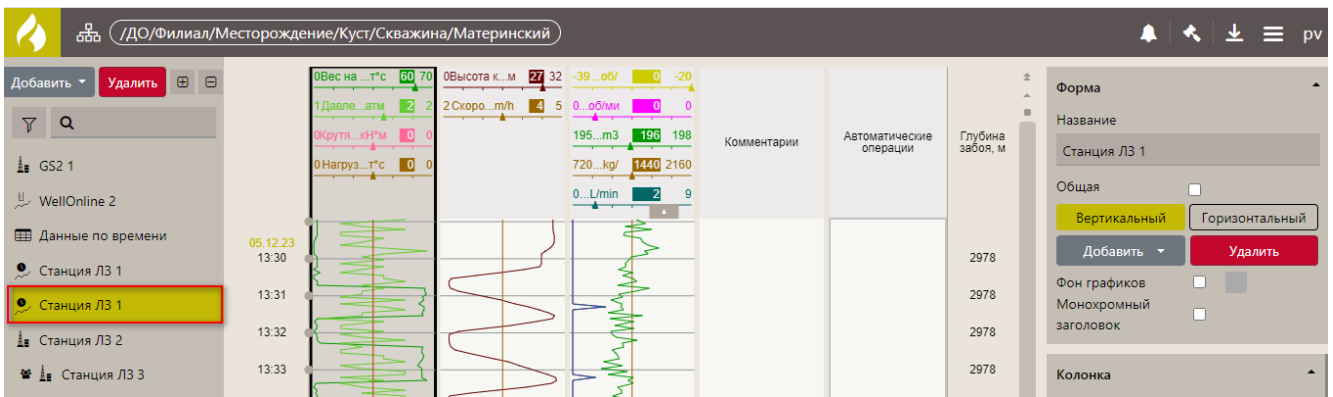 /ДО/Филиал/Месторождение/Куст/Скважина/Материнский
pv
Добавить
Удалить
GS2 1
WellOnline 2
Данные по времени
Станция ЛЗ 1
Станция ЛЗ 1
Станция ЛЗ 2
Станция ЛЗ 3
05.12.23
13:30
13:31
13:32
13:33
0Вес на ...т*с 60 70
1Давле...атм 2 2
0Крутя...кН*м 0 0
0Нагруз...т*с 0 0
0Высота к...м 27 32
2Скоро...m/h 4 5
-39...об/ 0 -20
0...об/ми 0 0
195...m3 196 198
720...kg/ 1440 2160
0...L/min 2 9
Комментарии
Автоматические
операции
Глубина
забоя, м
2978
2978
2978
2978
Форма
Название
Станция ЛЗ 1
Общая
Вертикальный
Горизонтальный
Добавить
Удалить
Фон графиков
Монохромный
заголовок
Колонка